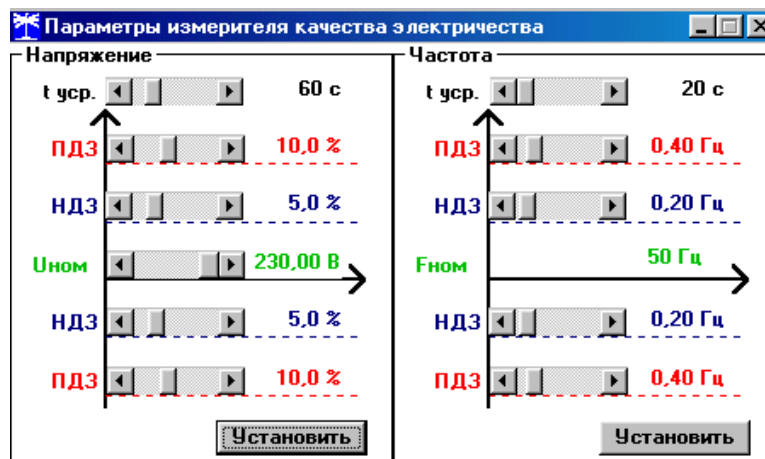 Параметры измерителя качества электричества
Напряжение
t уср. 60 с
ПДЗ 10,0 %
НДЗ 5,0 %
Uном 230,00 В
НДЗ 5,0 %
ПДЗ 10,0 %
Установить
Частота
t уср. 20 с
ПДЗ 0,40 Гц
НДЗ 0,20 Гц
Fном 50 Гц
НДЗ 0,20 Гц
ПДЗ 0,40 Гц
Установить